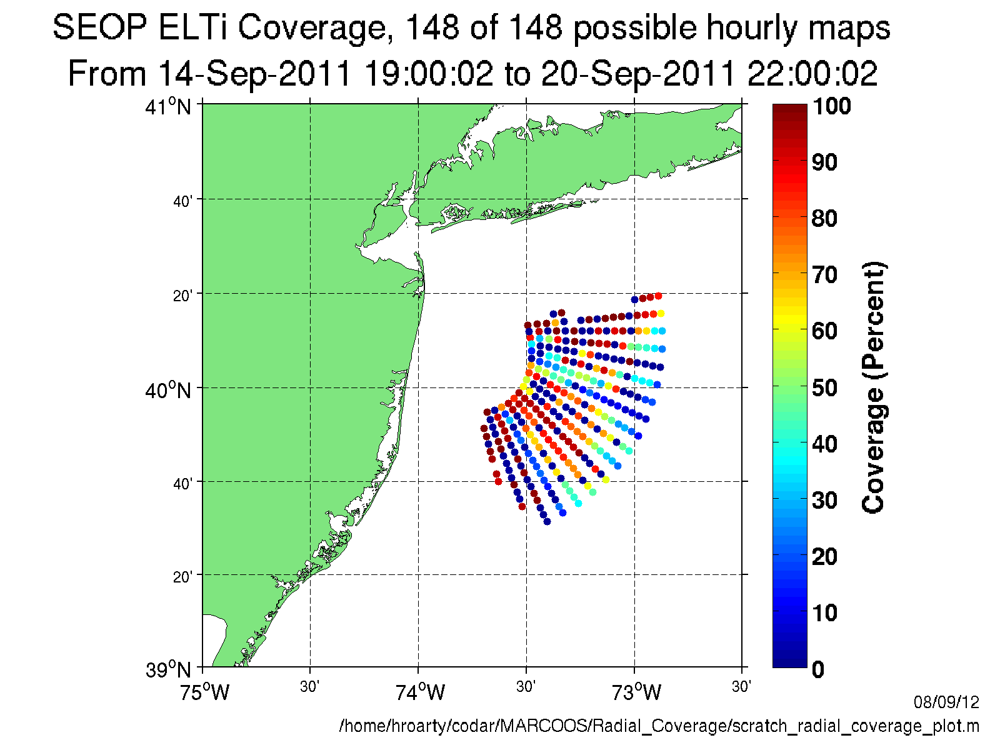 SEOP ELTi Coverage, 148 of 148 possible hourly maps
From 14-Sep-2011 19:00:02 to 20-Sep-2011 22:00:02
41°N
40'
20'
40°N
40'
20'
39°N
75°W
30'
74°W
30'
73°W
30'
100
90
80
70
60
50
40
30
20
10
0
Coverage (Percent)
08/09/12
/home/hroarty/codar/MARCOOS/Radial_Coverage/scratch_radial_coverage_plot.m